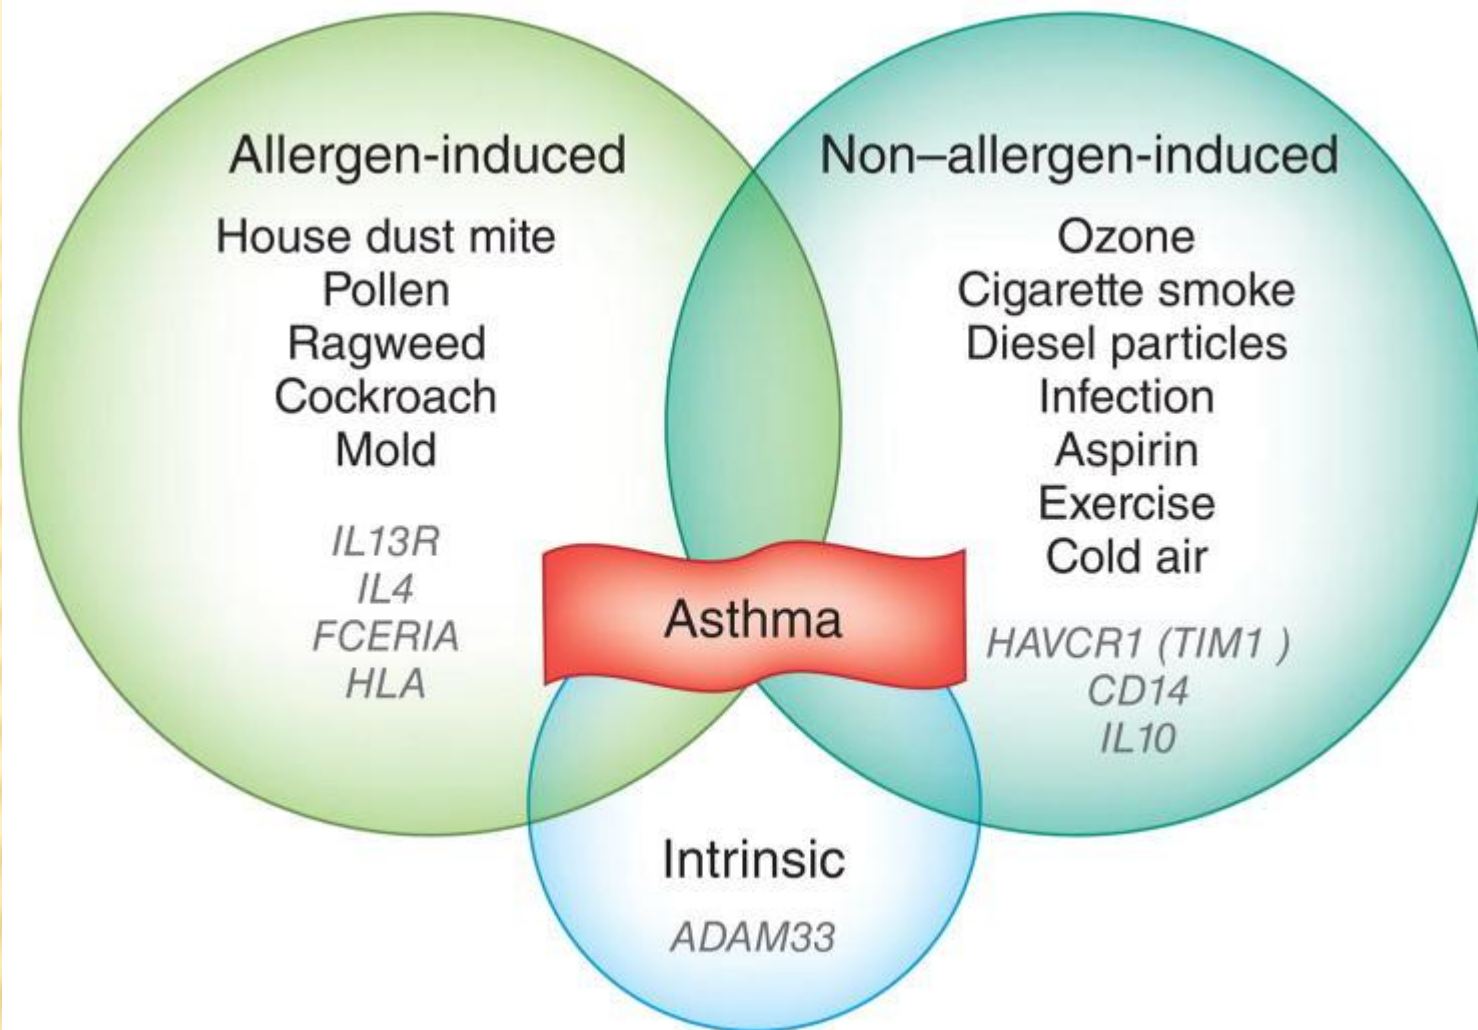 Allergen-induced
House dust mite
Pollen
Ragweed
Cockroach
Mold
IL13R
IL4
FCERIA
HLA
Non–allergen-induced
Ozone
Cigarette smoke
Diesel particles
Infection
Aspirin
Exercise
Cold air
HAVCR1 (TIM1 )
CD14
IL10
Asthma
Intrinsic
ADAM33